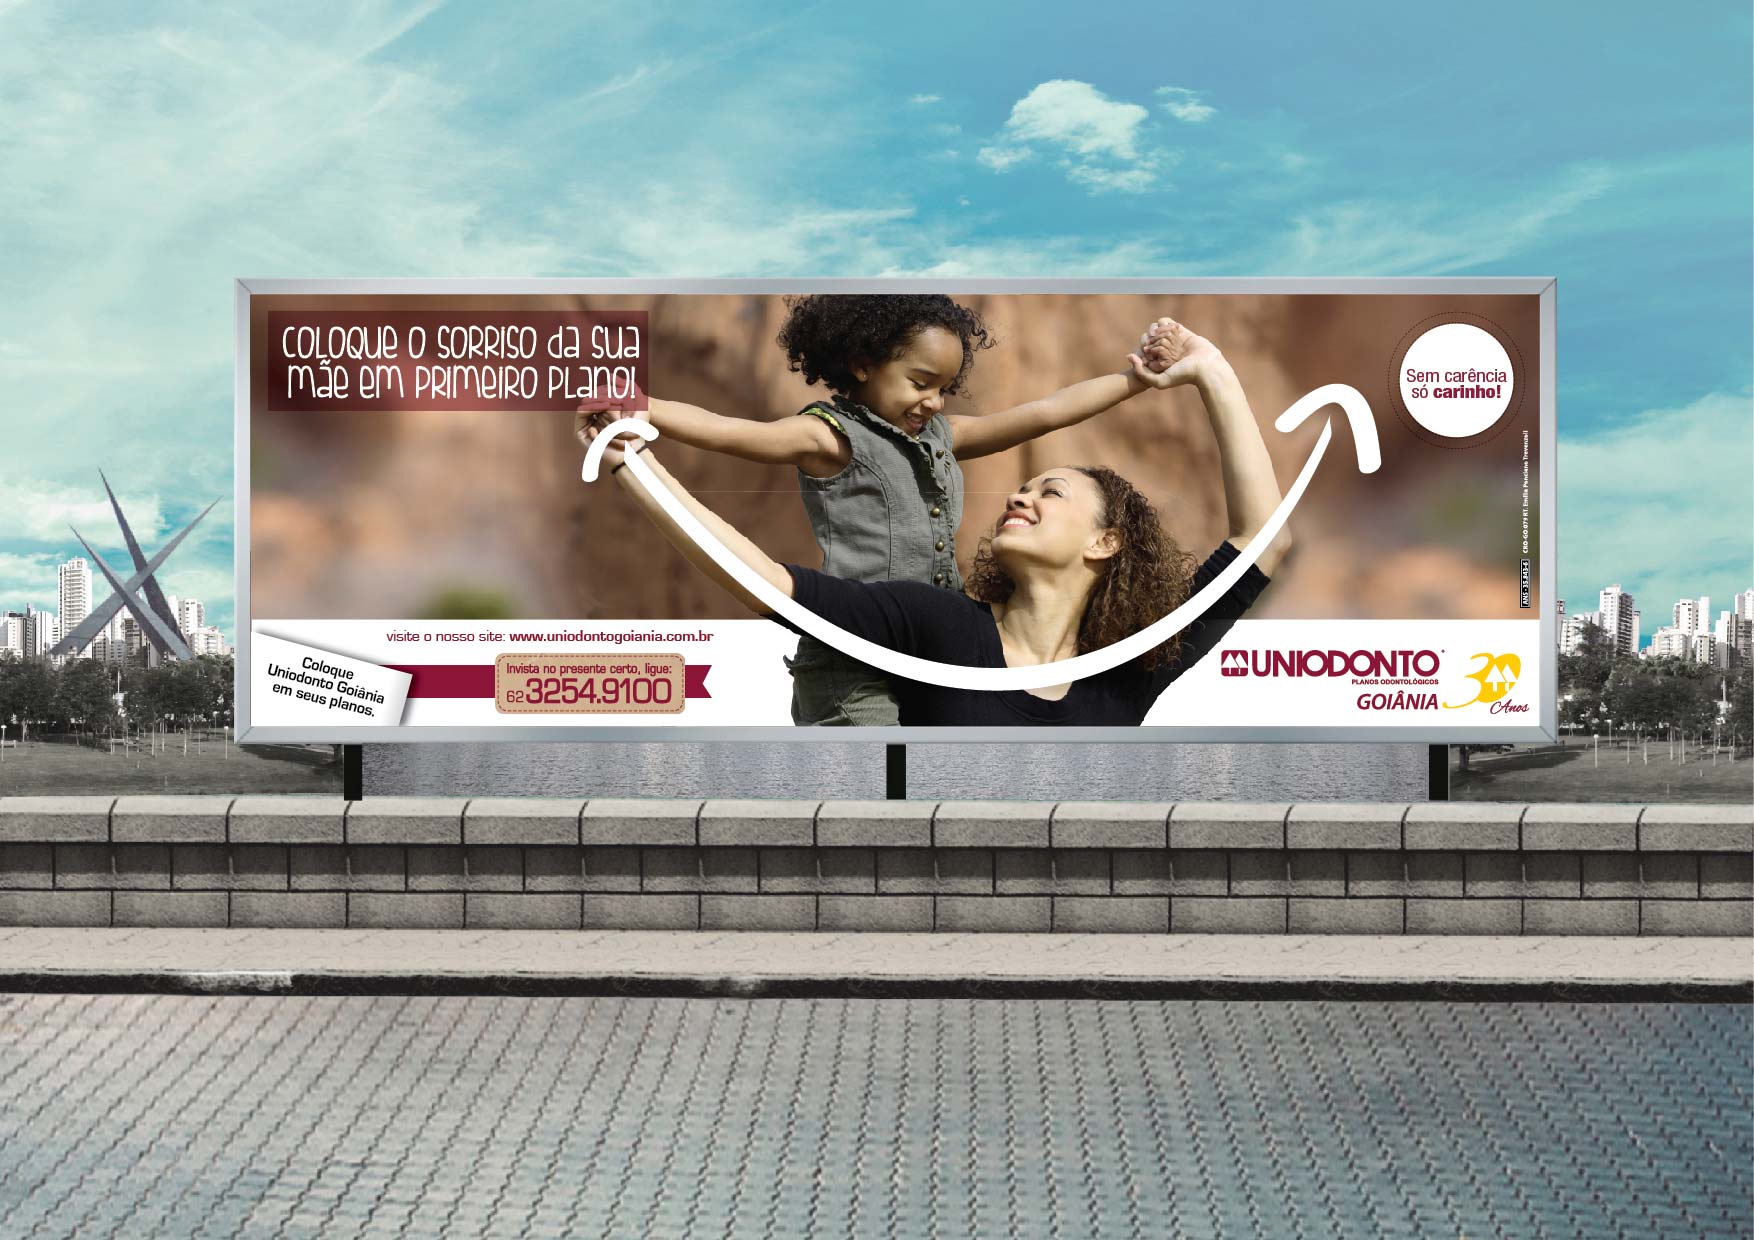 COLOQUE O SORRISO da SUA
mãe em PRIMEIRO PLANO!
Sem carência
só carinho!
visite o nosso site: www.uniodontogoiania.com.br
Coloque
Uniodonto Goiânia
em seus planos.
Invista no presente certo, ligue:
62 3254.9100
UNIODONTO
PLANOS ODONTOLÓGICOS
GOIÂNIA
30
Anos